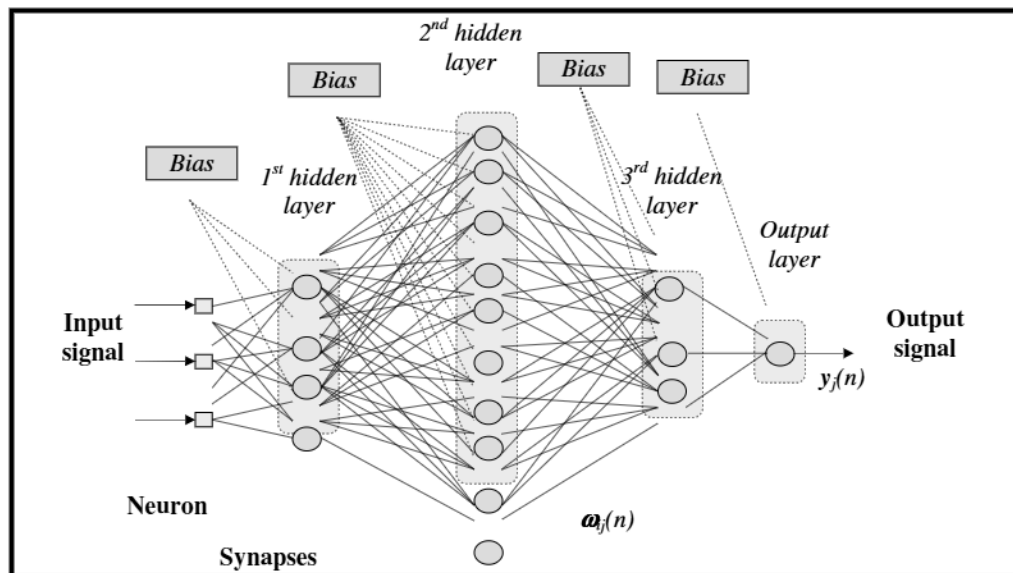 2nd hidden
layer
Bias
Bias
Bias
Bias
1st hidden
layer
3rd hidden
layer
Output
layer
Input
signal
Output
signal
yj(n)
Neuron
ωij(n)
Synapses